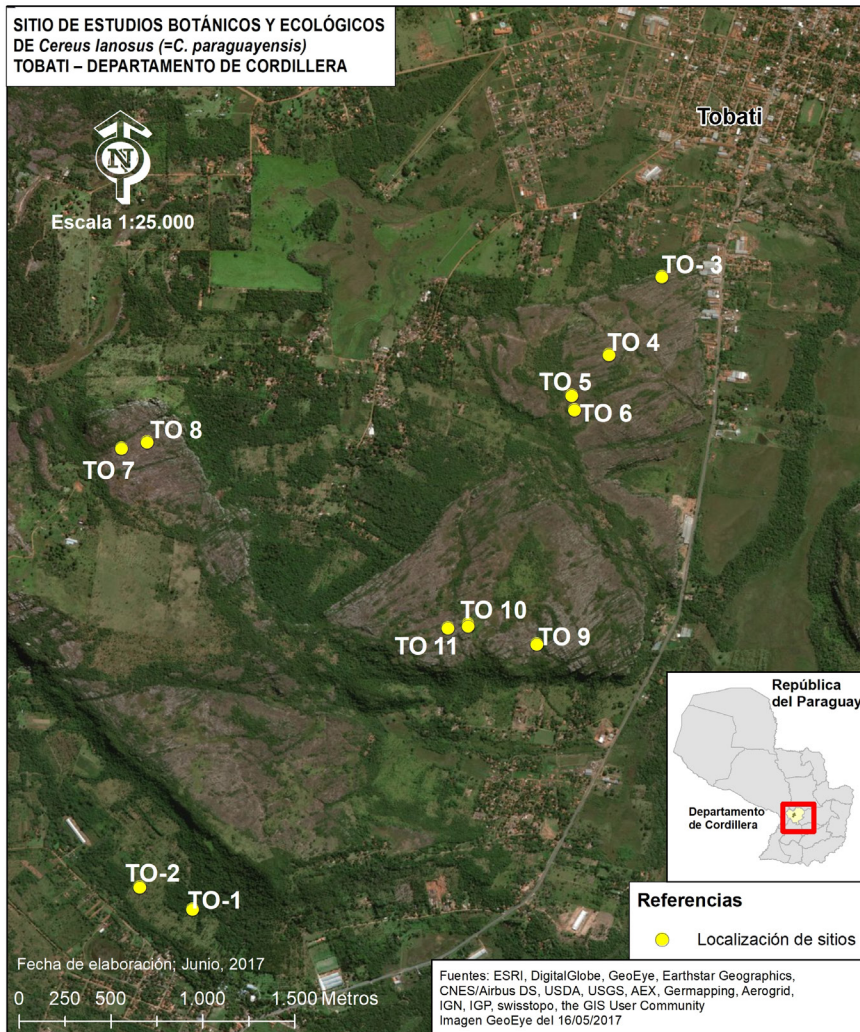 SITIO DE ESTUDIOS BOTÁNICOS Y ECOLÓGICOS
DE Cereus lanosus (=C. paraguayensis)
TOBATI – DEPARTAMENTO DE CORDILLERA
Tobati
N
Escala 1:25.000
TO- 3
TO 4
TO 5
TO 6
TO 8
TO 7
TO 10
TO 11
TO 9
República
del Paraguay
Departamento
de Cordillera
TO-2
TO-1
Referencias
Localización de sitios
Fecha de elaboración; Junio, 2017
0 250 500 1.000 1.500 Metros
Fuentes: ESRI, DigitalGlobe, GeoEye, Earthstar Geographics,
CNES/Airbus DS, USDA, USGS, AEX, Germapping, Aerogrid,
IGN, IGP, swisstopo, the GIS User Community
Imagen GeoEye del 16/05/2017